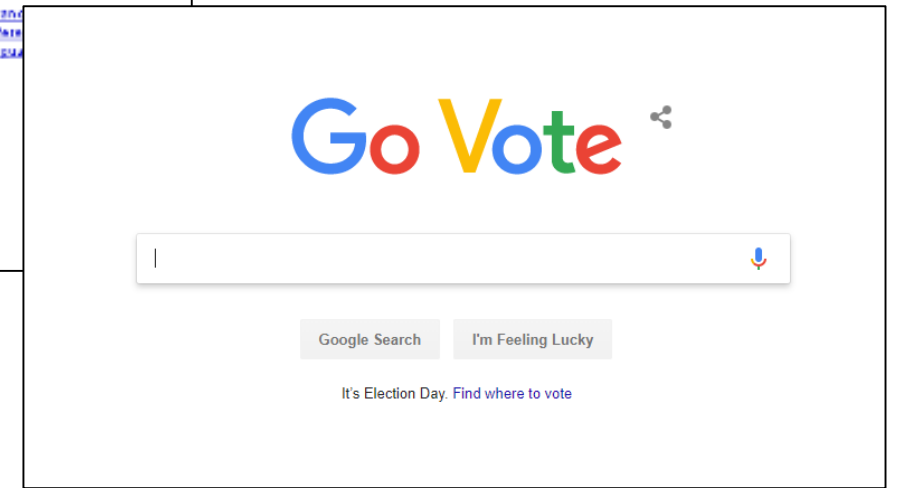 Go Vote
Google Search
I'm Feeling Lucky
It's Election Day. Find where to vote